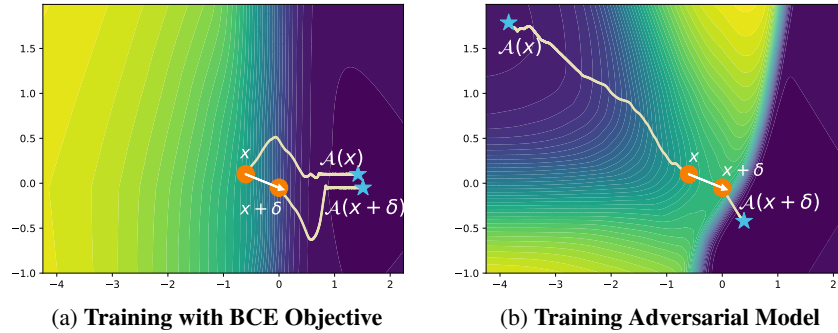 2.0
1.5
1.0
0.5
0.0
−0.5
−1.0
−4 −3 −2 −1 0 1 2
x
x + δ
𝒜(x)
𝒜(x + δ)
(a) Training with BCE Objective
1.5
1.0
0.5
0.0
−0.5
−1.0
−4 −3 −2 −1 0 1 2
𝒜(x)
x
x + δ
𝒜(x + δ)
(b) Training Adversarial Model